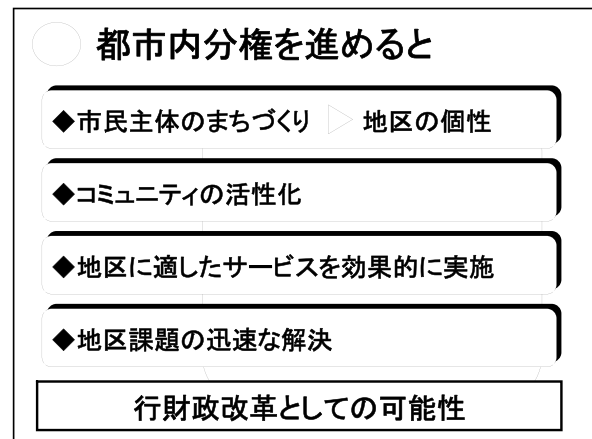 都市内分権を進めると
◆市民主体のまちづくり ▷ 地区の個性
◆コミュニティの活性化
◆地区に適したサービスを効果的に実施
◆地区課題の迅速な解決
行財政改革としての可能性